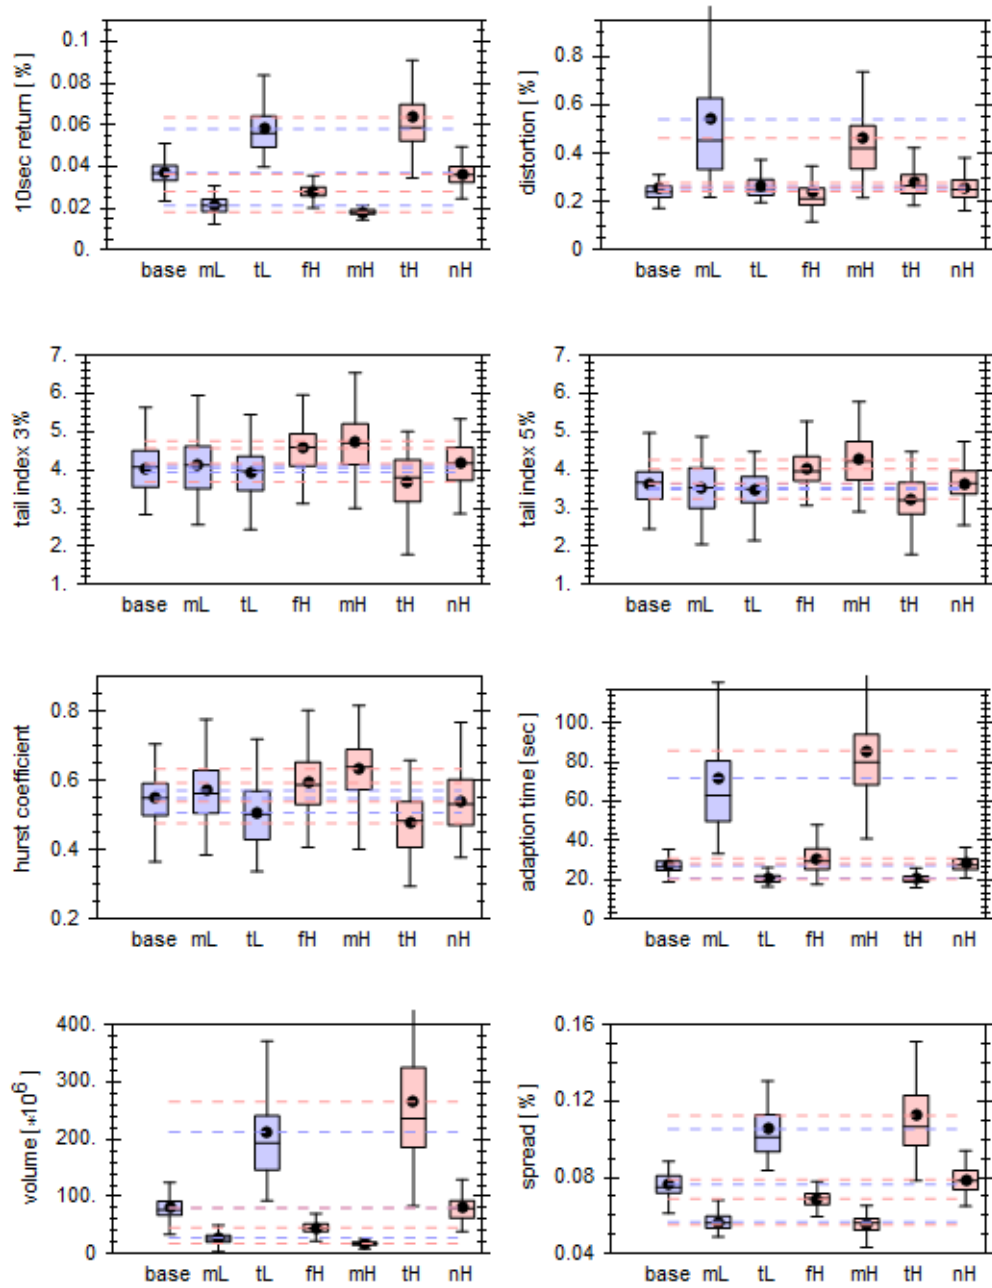 10sec return [ % ]
0.1
0.08
0.06
0.04
0.02
0.
base mL tL fH mH tH nH
distortion [ % ]
0.8
0.6
0.4
0.2
0
base mL tL fH mH tH nH
tail index 3%
7.
6.
5.
4.
3.
2.
1.
base mL tL fH mH tH nH
tail index 5%
7.
6.
5.
4.
3.
2.
1.
base mL tL fH mH tH nH
hurst coefficient
0.8
0.6
0.4
0.2
base mL tL fH mH tH nH
adaption time [sec]
100.
80.
60.
40.
20.
0
base mL tL fH mH tH nH
volume [*10^6]
400.
300.
200.
100.
0
base mL tL fH mH tH nH
spread [ % ]
0.16
0.12
0.08
0.04
base mL tL fH mH tH nH